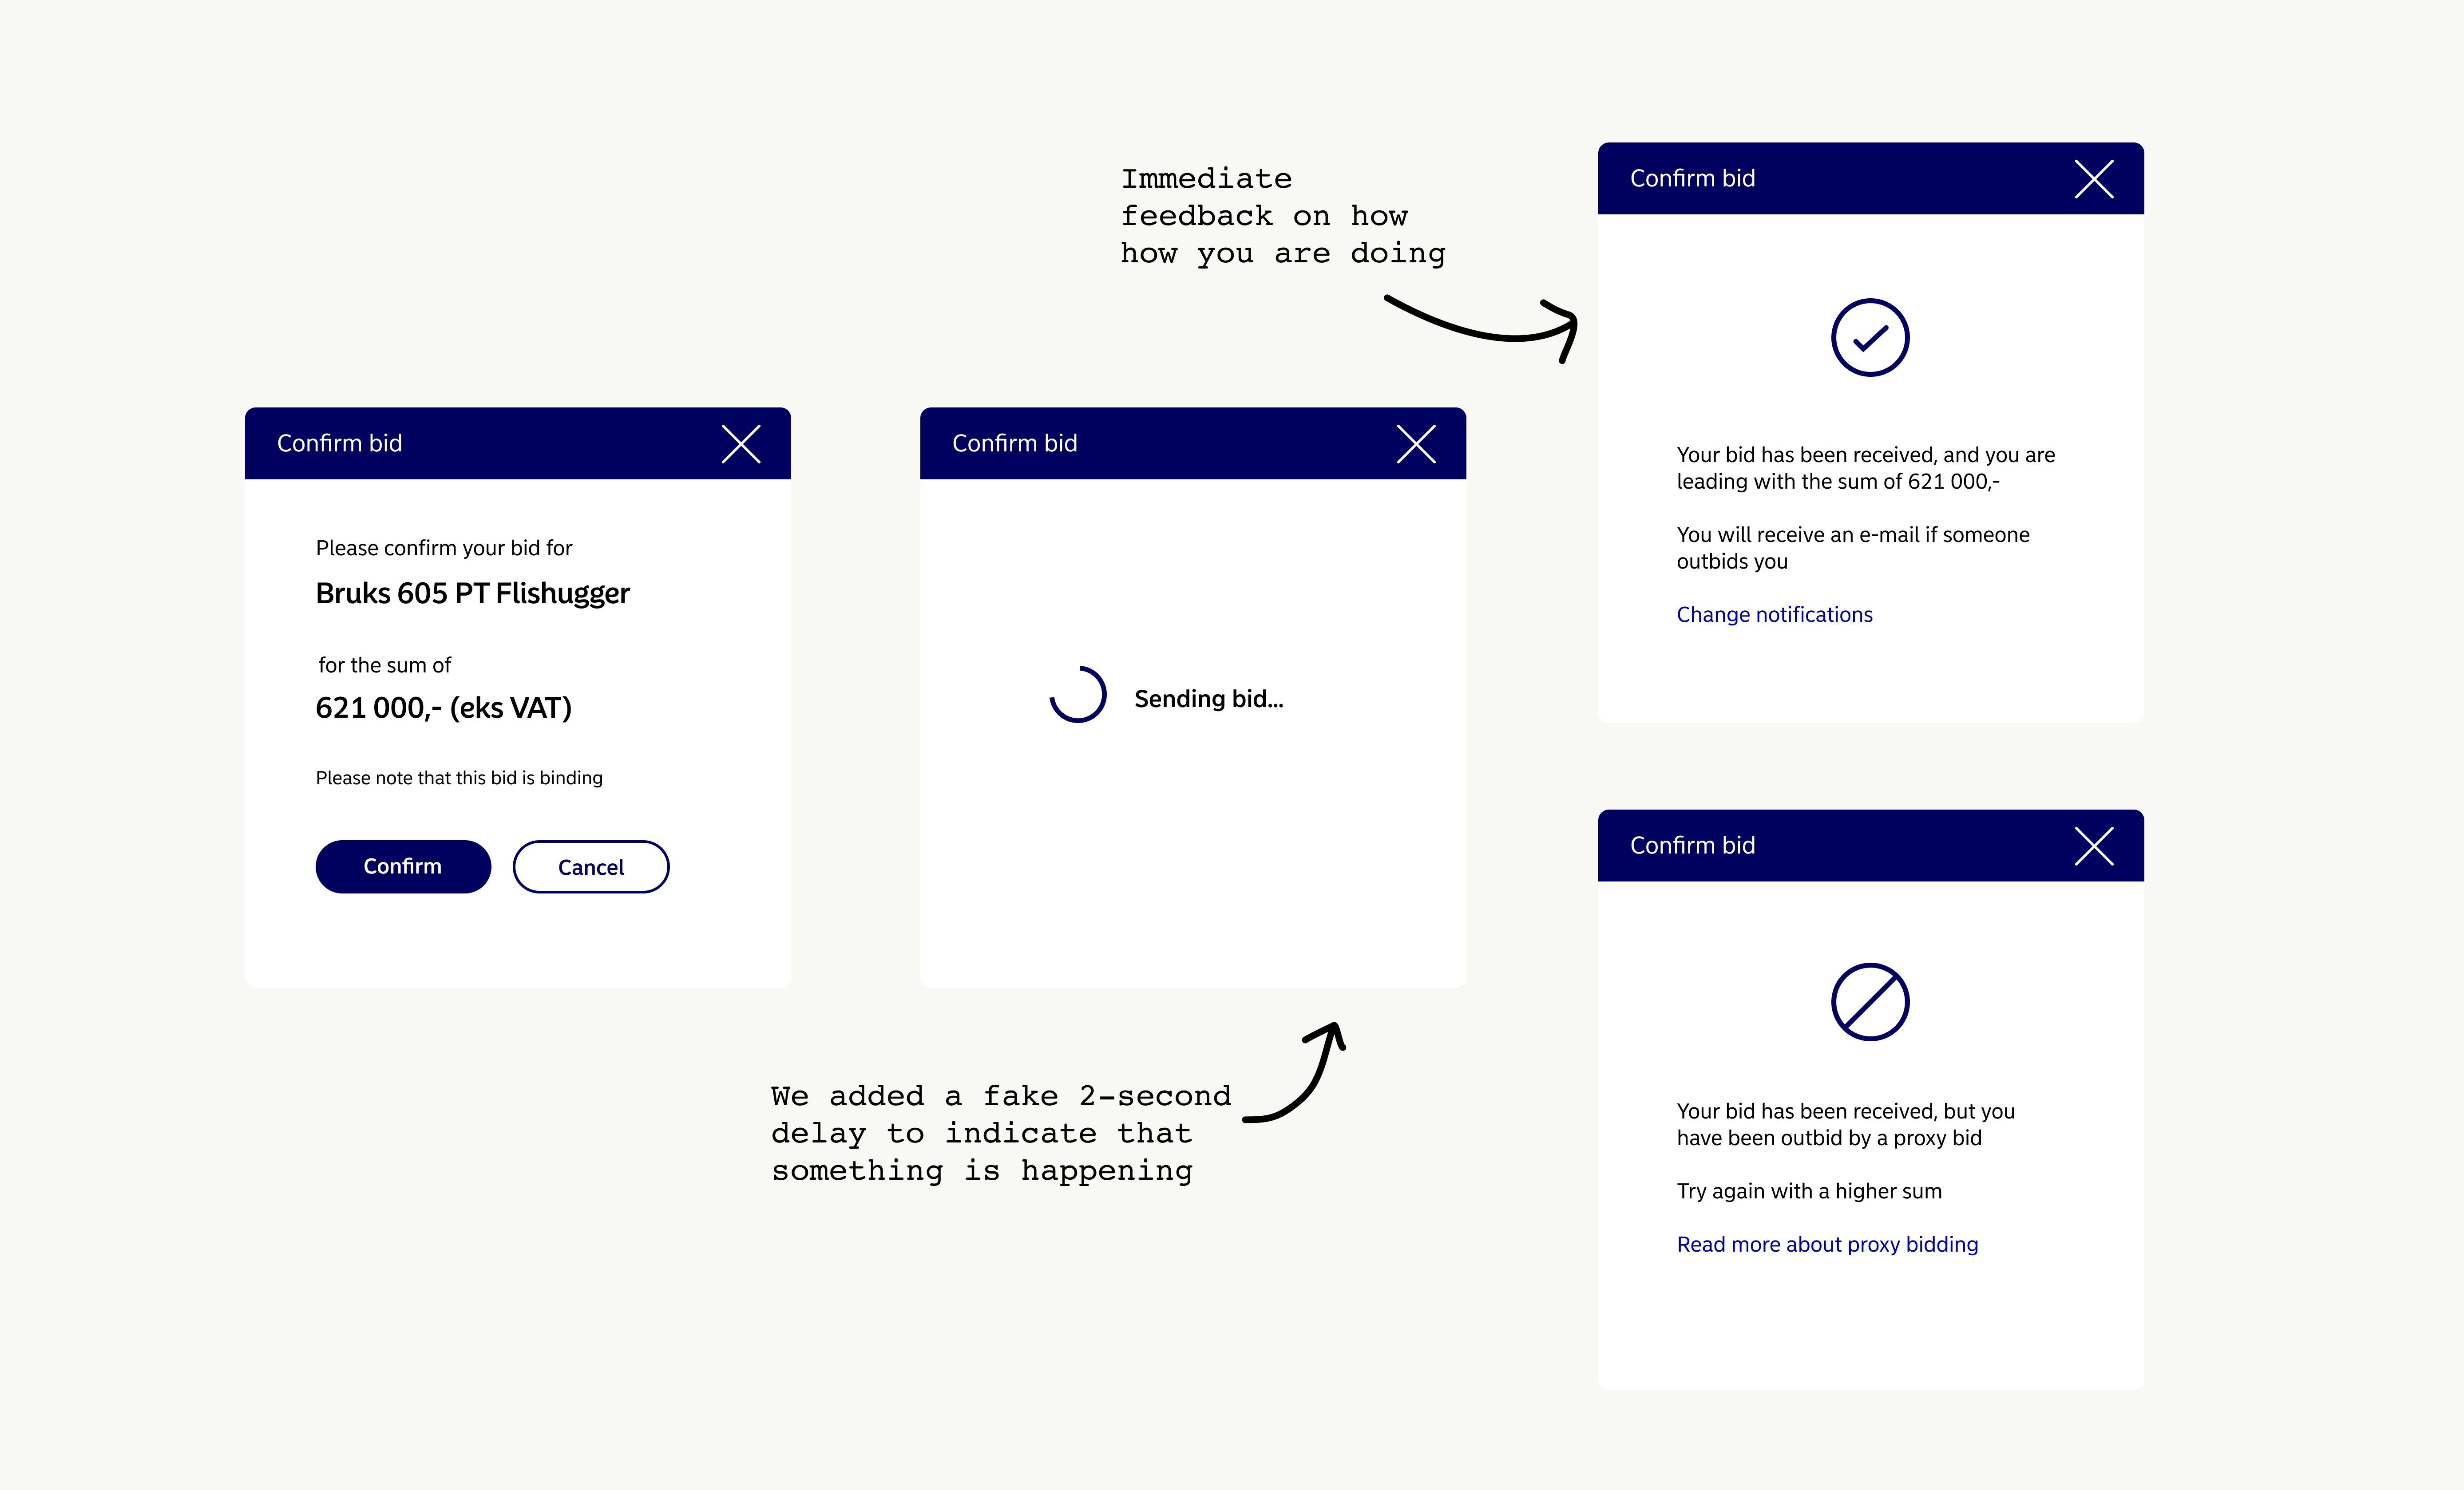 Confirm bid
Please confirm your bid for
Bruks 605 PT Flishugger
for the sum of
621 000,- (eks VAT)
Please note that this bid is binding
Confirm
Cancel
Confirm bid
Sending bid...
We added a fake 2-second
delay to indicate that
something is happening
Immediate
feedback on how
how you are doing
Confirm bid
Your bid has been received, and you are
leading with the sum of 621 000,-
You will receive an e-mail if someone
outbids you
Change notifications
Confirm bid
Your bid has been received, but you
have been outbid by a proxy bid
Try again with a higher sum
Read more about proxy bidding